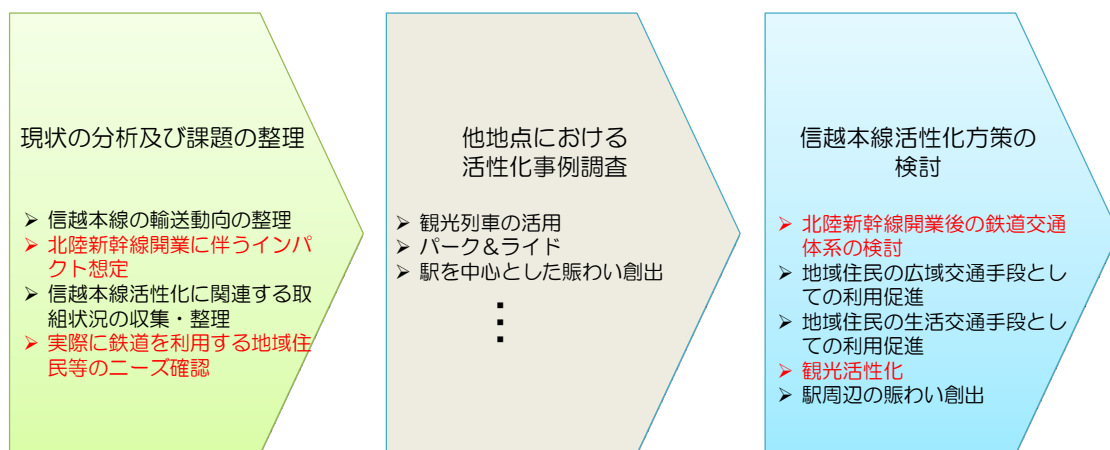 現状の分析及び課題の整理
➢ 信越本線の輸送動向の整理
➢ 北陸新幹線開業に伴うインパ
クト想定
➢ 信越本線活性化に関連する取
組状況の収集・整理
➢ 実際に鉄道を利用する地域住
民等のニーズ確認
他地点における
活性化事例調査
➢ 観光列車の活用
➢ パーク＆ライド
➢ 駅を中心とした賑わい創出
⋮
信越本線活性化方策の
検討
➢ 北陸新幹線開業後の鉄道交通
体系の検討
➢ 地域住民の広域交通手段とし
ての利用促進
➢ 地域住民の生活交通手段とし
ての利用促進
➢ 観光活性化
➢ 駅周辺の賑わい創出